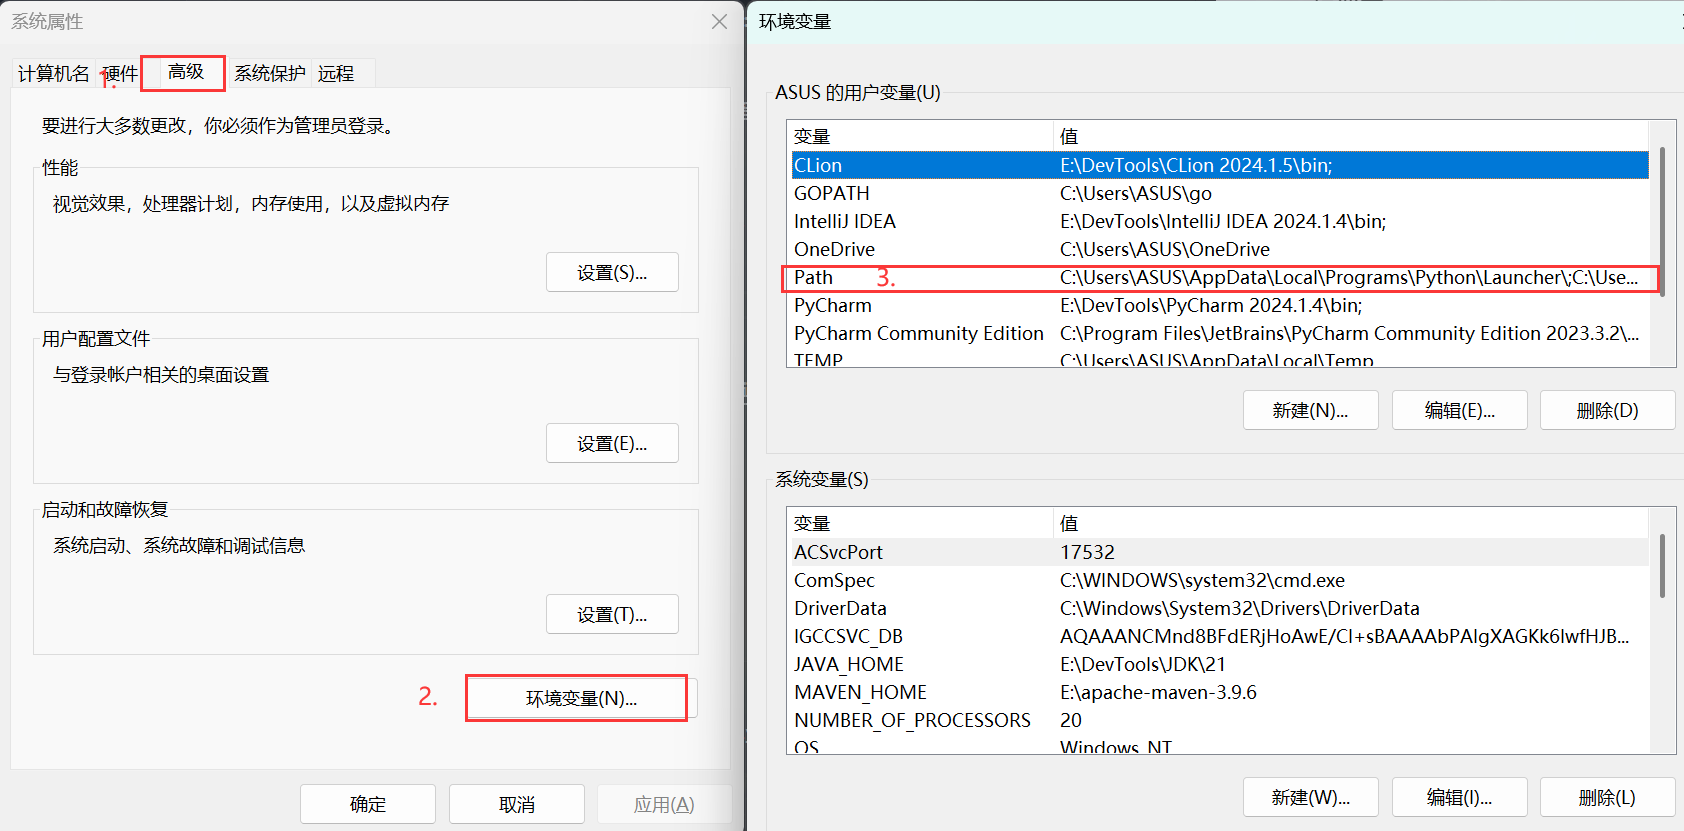 系统属性
计算机名 硬件 高级 系统保护 远程
1.
要进行大多数更改，你必须作为管理员登录。
性能
视觉效果，处理器计划，内存使用，以及虚拟内存
设置(S)...
用户配置文件
与登录帐户相关的桌面设置
设置(E)...
启动和故障恢复
系统启动、系统故障和调试信息
设置(T)...
2. 环境变量(N)...
确定 取消 应用(A)
环境变量
ASUS 的用户变量(U)
变量 值
CLion E:\DevTools\CLion 2024.1.5\bin;
GOPATH C:\Users\ASUS\go
IntelliJ IDEA E:\DevTools\IntelliJ IDEA 2024.1.4\bin;
OneDrive C:\Users\ASUS\OneDrive
Path 3. C:\Users\ASUS\AppData\Local\Programs\Python\Launcher\;C:\Use...
PyCharm E:\DevTools\PyCharm 2024.1.4\bin;
PyCharm Community Edition C:\Program Files\JetBrains\PyCharm Community Edition 2023.3.2\...
TEMP C:\Users\ASUS\AppData\Local\Temp
新建(N)... 编辑(E)... 删除(D)
系统变量(S)
变量 值
ACSvcPort 17532
ComSpec C:\WINDOWS\system32\cmd.exe
DriverData C:\Windows\System32\Drivers\DriverData
IGCCSVC_DB AQAAANCMnd8BFdERjHoAwE/Cl+sBAAAAbPAlgXAGKk6lwfHJB...
JAVA_HOME E:\DevTools\JDK\21
MAVEN_HOME E:\apache-maven-3.9.6
NUMBER_OF_PROCESSORS 20
OS Windows_NT
新建(W)... 编辑(I)... 删除(L)